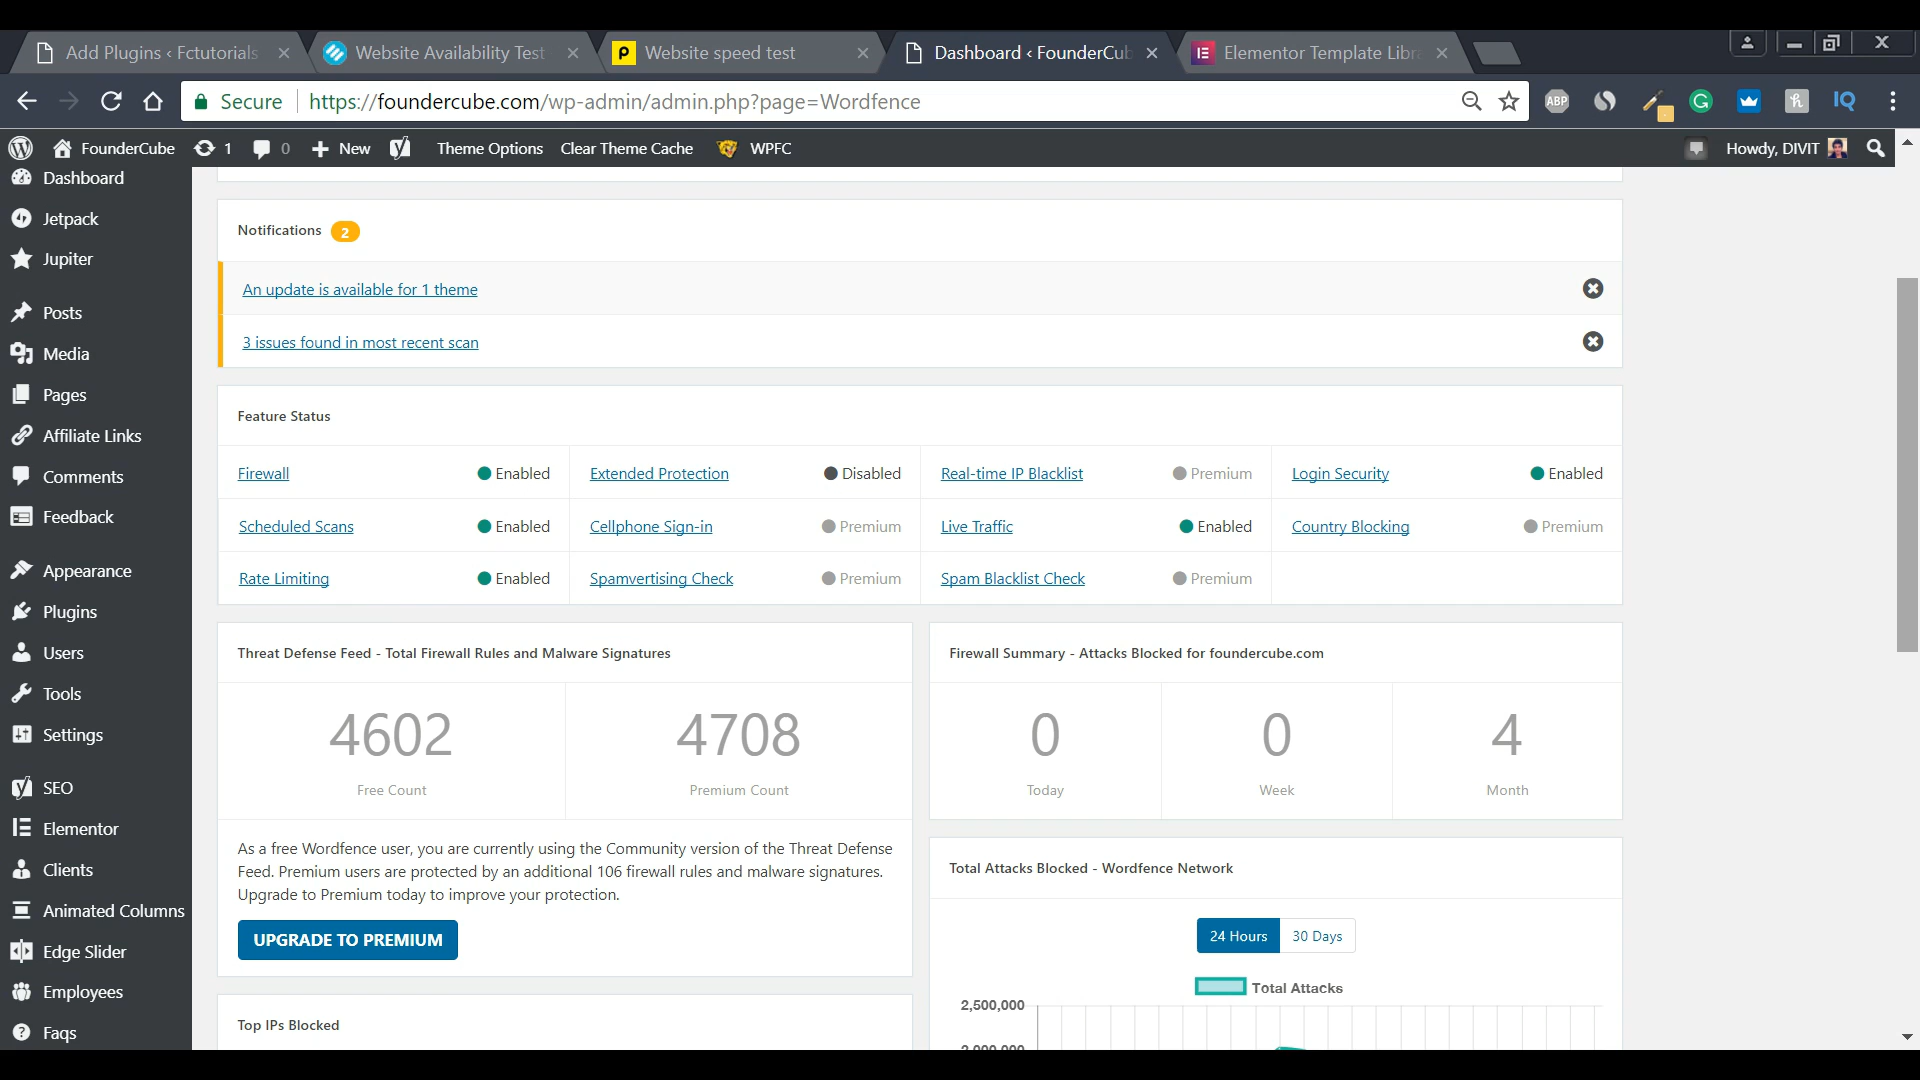 Add Plugins ‹ Fctutorials
Website Availability Test
Website speed test
Dashboard ‹ FounderCub
Elementor Template Libr
Secure
https://foundercube.com/wp-admin/admin.php?page=Wordfence
ABP
IQ
FounderCube
1
0
New
Theme Options
Clear Theme Cache
WPFC
Howdy, DIVIT
Dashboard
Jetpack
Jupiter
Posts
Media
Pages
Affiliate Links
Comments
Feedback
Appearance
Plugins
Users
Tools
Settings
SEO
Elementor
Clients
Animated Columns
Edge Slider
Employees
Faqs
Notifications 2
An update is available for 1 theme
3 issues found in most recent scan
Feature Status
Firewall Enabled Extended Protection Disabled Real-time IP Blacklist Premium Login Security Enabled
Scheduled Scans Enabled Cellphone Sign-in Premium Live Traffic Enabled Country Blocking Premium
Rate Limiting Enabled Spamvertising Check Premium Spam Blacklist Check Premium
Threat Defense Feed - Total Firewall Rules and Malware Signatures
4602 4708
Free Count Premium Count
As a free Wordfence user, you are currently using the Community version of the Threat Defense
Feed. Premium users are protected by an additional 106 firewall rules and malware signatures.
Upgrade to Premium today to improve your protection.
UPGRADE TO PREMIUM
Top IPs Blocked
Firewall Summary - Attacks Blocked for foundercube.com
0 0 4
Today Week Month
Total Attacks Blocked - Wordfence Network
24 Hours 30 Days
Total Attacks
2,500,000
2,000,000